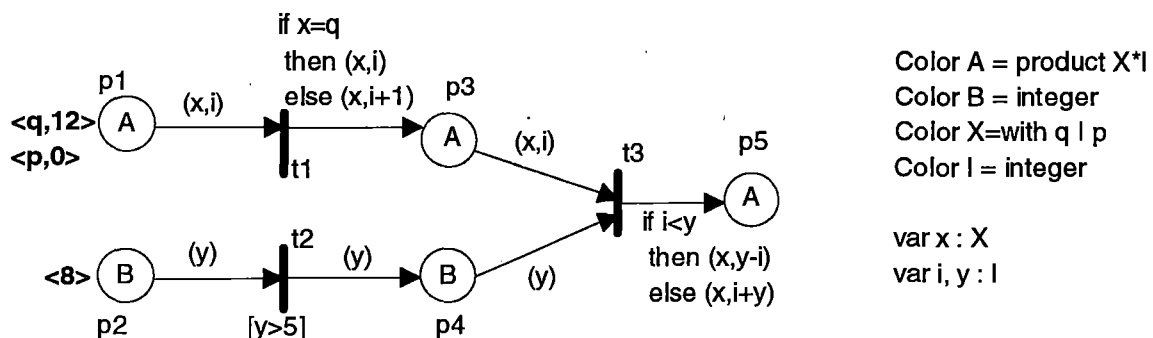 if x=q
then (x,i)
else (x,i+1)
p1
(x,i)
p3
<q,12>
A
A
<p,0>
t1
(x,i)
t3
p5
A
if i<y
then (x,y-i)
else (x,i+y)
t2
<8>
B
(y)
(y)
B
(y)
p2
[y>5]
p4
Color A = product X*I
Color B = integer
Color X=with q | p
Color I = integer
var x : X
var i, y : I